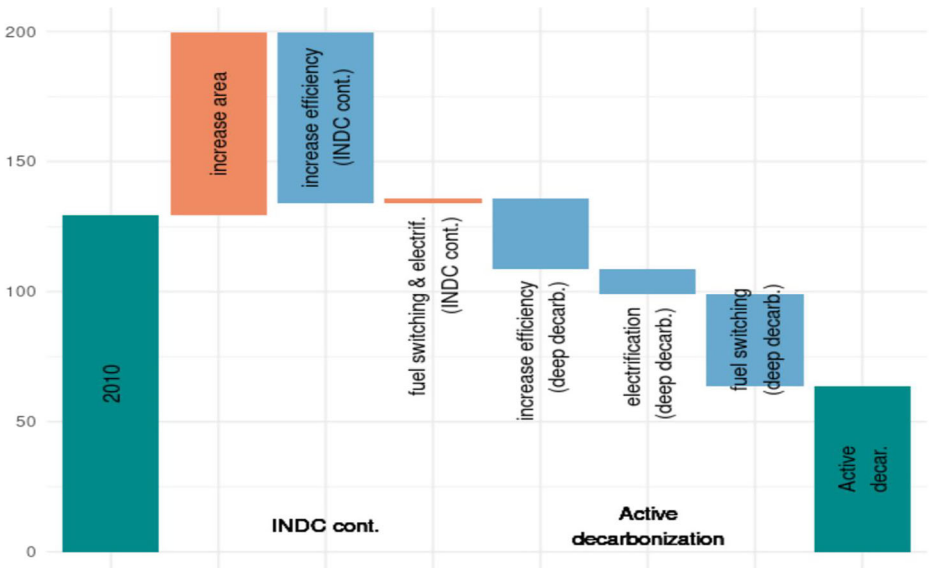 200
150
100
50
0
2010
increase area
increase efficiency
(INDC cont.)
fuel switching & electrif.
(INDC cont.)
increase efficiency
(deep decarb.)
electrification
(deep decarb.)
fuel switching
(deep decarb.)
Active
decar.
INDC cont.
Active
decarbonization